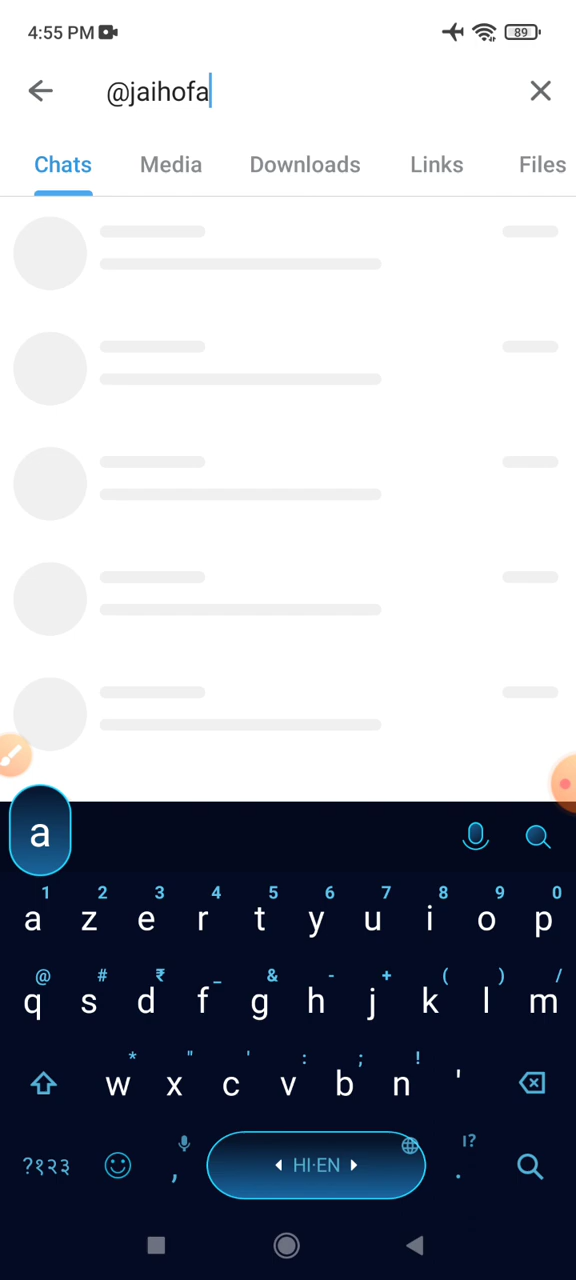 4:55 PM 89
@jaihofa
Chats Media Downloads Links Files
a
1 2 3 4 5 6 7 8 9 0
a z e r t y u i o p
@ # ₹ _ & - + ( ) /
q s d f g h j k l m
* " ' : ; !
w x c v b n '
?१२३ , HI·EN . !?